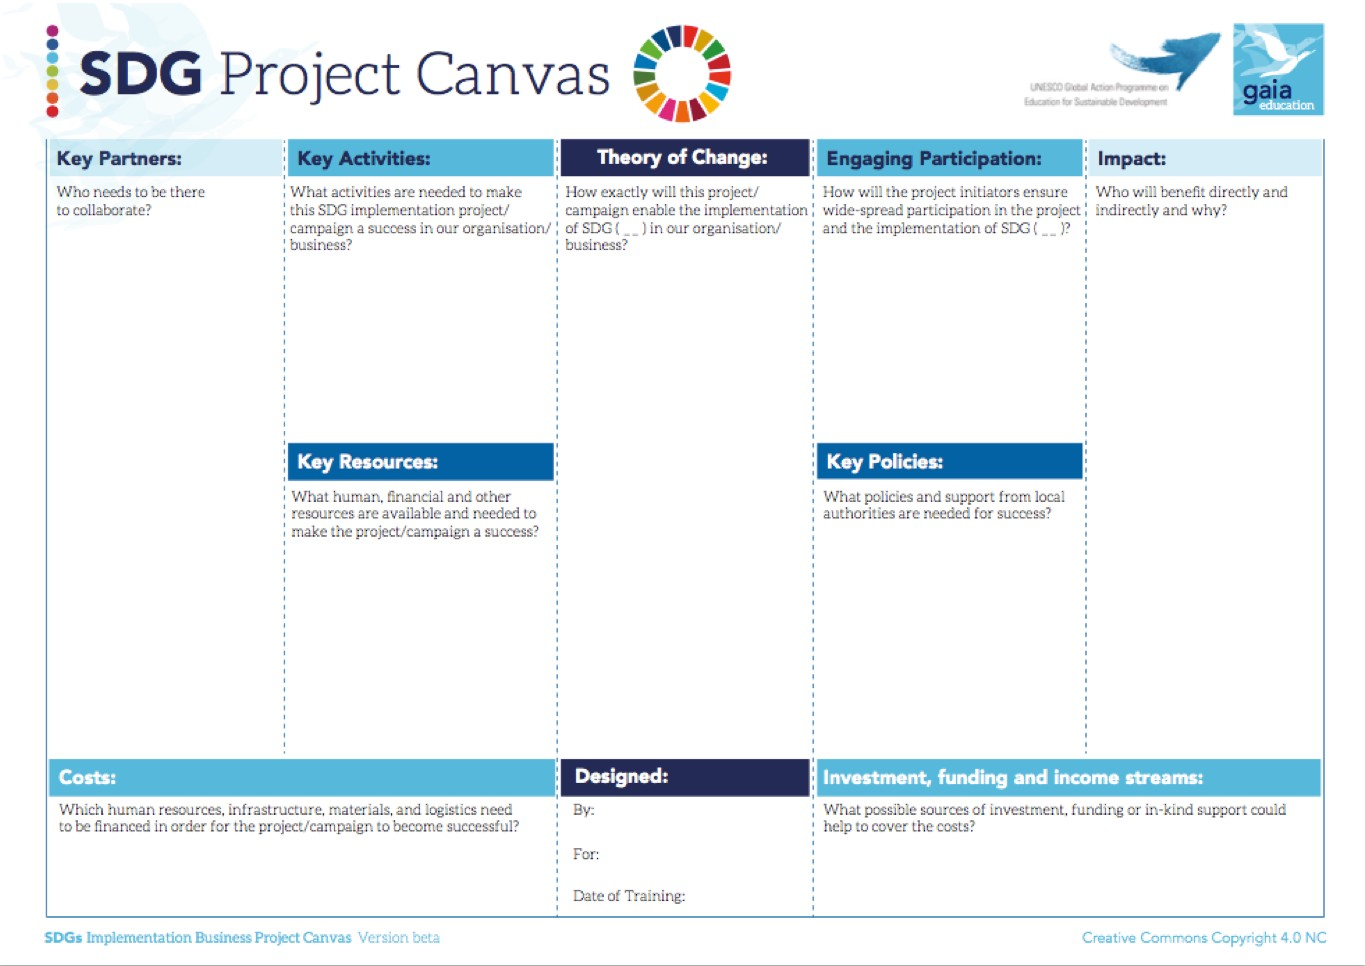 SDG Project Canvas
UNESCO Global Action Programme on
Education for Sustainable Development
gaia
education
Key Partners:
Who needs to be there
to collaborate?
Key Activities:
What activities are needed to make
this SDG implementation project/
campaign a success in our organisation/
business?
Key Resources:
What human, financial and other
resources are available and needed to
make the project/campaign a success?
Theory of Change:
How exactly will this project/
campaign enable the implementation
of SDG ( _ _ ) in our organisation/
business?
Engaging Participation:
How will the project initiators ensure
wide-spread participation in the project
and the implementation of SDG ( _ _ )?
Key Policies:
What policies and support from local
authorities are needed for success?
Impact:
Who will benefit directly and
indirectly and why?
Costs:
Which human resources, infrastructure, materials, and logistics need
to be financed in order for the project/campaign to become successful?
Designed:
By:
For:
Date of Training:
Investment, funding and income streams:
What possible sources of investment, funding or in-kind support could
help to cover the costs?
SDGs Implementation Business Project Canvas Version beta
Creative Commons Copyright 4.0 NC